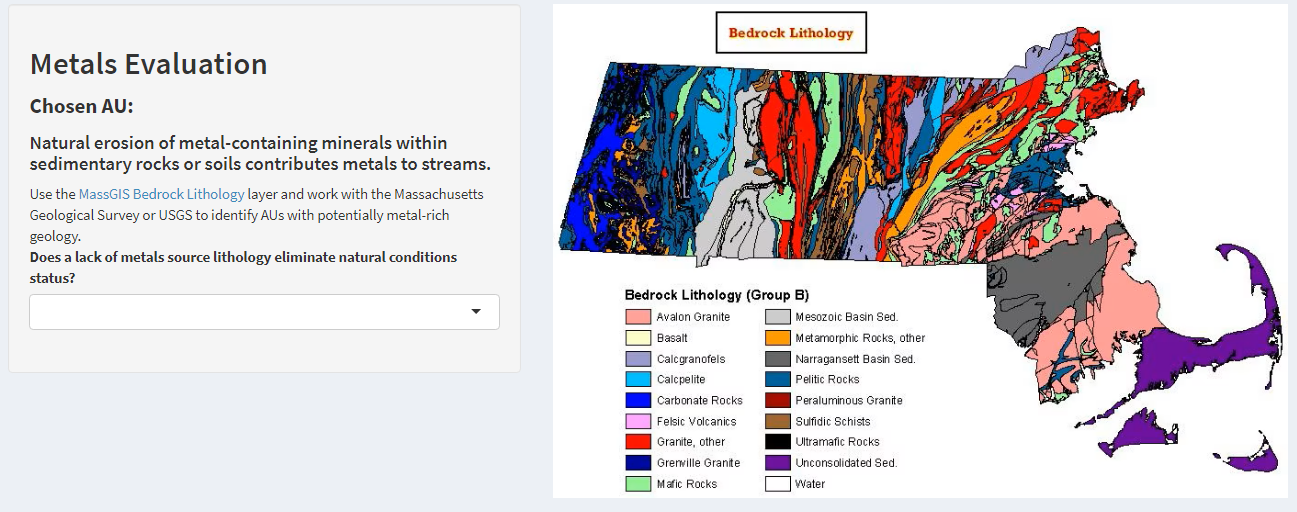 Metals Evaluation
Chosen AU:
Natural erosion of metal-containing minerals within
sedimentary rocks or soils contributes metals to streams.
Use the MassGIS Bedrock Lithology layer and work with the Massachusetts
Geological Survey or USGS to identify AUs with potentially metal-rich
geology.
Does a lack of metals source lithology eliminate natural conditions
status?
Bedrock Lithology
Bedrock Lithology (Group B)
Avalon Granite
Basalt
Calcgranofels
Calcpelite
Carbonate Rocks
Felsic Volcanics
Granite, other
Grenville Granite
Mafic Rocks
Mesozoic Basin Sed.
Metamorphic Rocks, other
Narragansett Basin Sed.
Pelitic Rocks
Peraluminous Granite
Sulfidic Schists
Ultramafic Rocks
Unconsolidated Sed.
Water